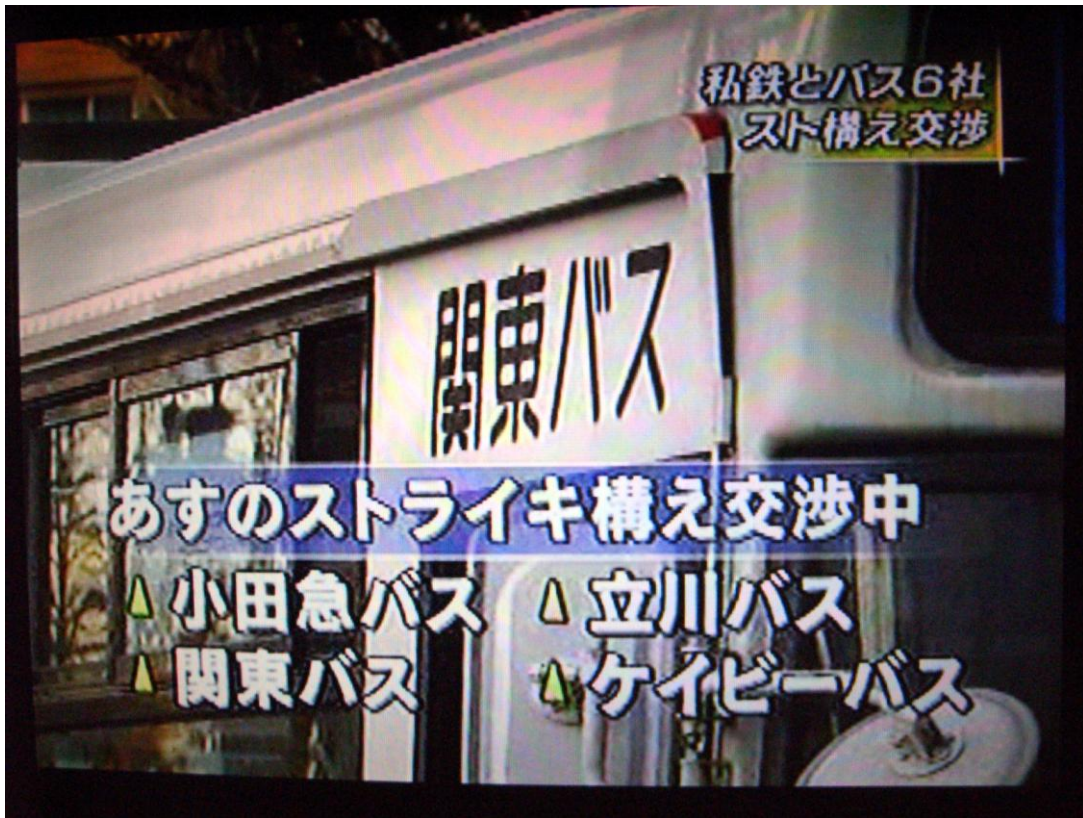 私鉄とバス6社
スト構え交渉
関東バス
あすのストライキ構え交渉中
小田急バス
立川バス
関東バス
ケイビーバス